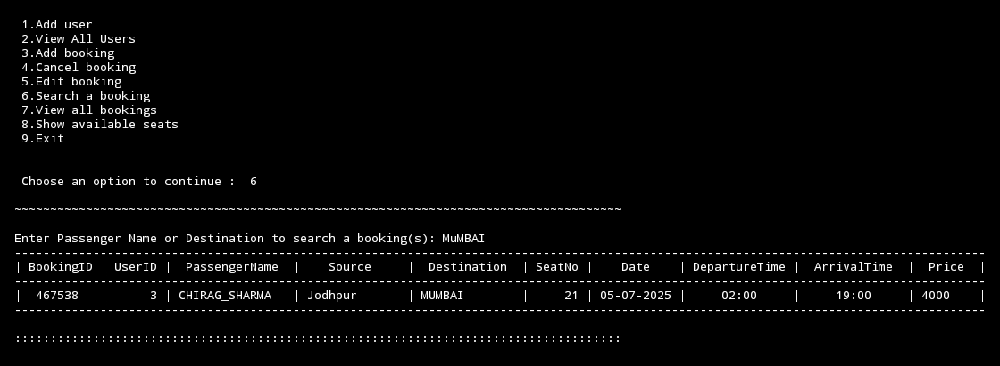 1.Add user
2.View All Users
3.Add booking
4.Cancel booking
5.Edit booking
6.Search a booking
7.View all bookings
8.Show available seats
9.Exit
Choose an option to continue :  6
~~~~~~~~~~~~~~~~~~~~~~~~~~~~~~~~~~~~~~~~~~~~~~~~~~~~~~~~~~~~~~~~~~~~~~~~~~~~~~~~~~~~~
Enter Passenger Name or Destination to search a booking(s): MuMBAI
----------------------------------------------------------------------------------------------------------------------------------------
| BookingID | UserID |  PassengerName  |    Source     |  Destination  | SeatNo |    Date    | DepartureTime |  ArrivalTime  |  Price  |
----------------------------------------------------------------------------------------------------------------------------------------
|  467538   |      3 | CHIRAG_SHARMA   | Jodhpur       | MUMBAI        |     21 | 05-07-2025 |     02:00     |     19:00     | 4000    |
----------------------------------------------------------------------------------------------------------------------------------------
:::::::::::::::::::::::::::::::::::::::::::::::::::::::::::::::::::::::::::::::::::::